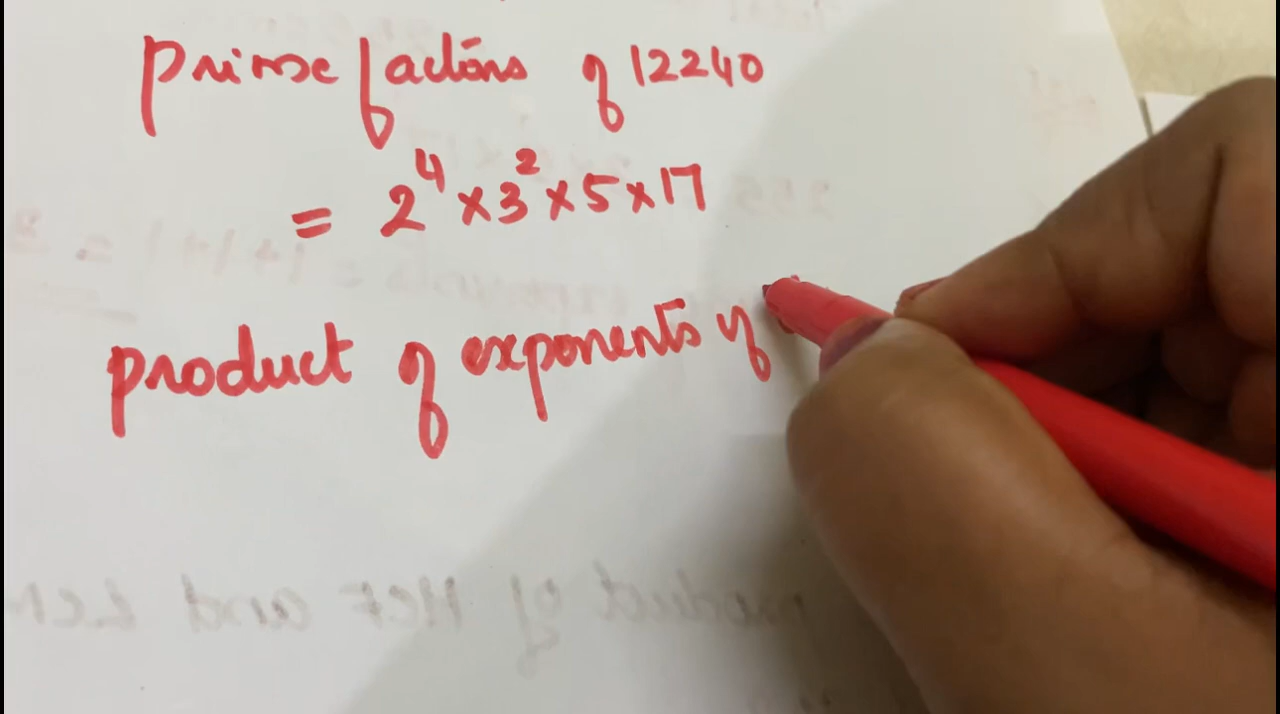 prime factors of 12240
= 2⁴×3²×5×17
product of exponents of